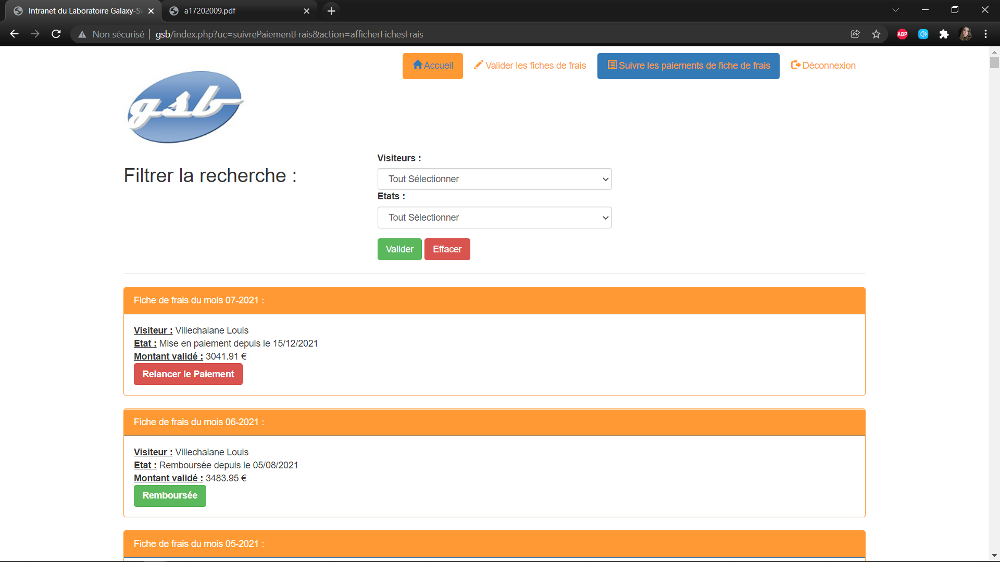 Intranet du Laboratoire Galaxy-Sw
a17202009.pdf
Non sécurisé
gsb/index.php?uc=suivrePaiementFrais&action=afficherFichesFrais
ABP
Accueil
Valider les fiches de frais
Suivre les paiements de fiche de frais
Déconnexion
gsb
Filtrer la recherche :
Visiteurs :
Tout Sélectionner
Etats :
Tout Sélectionner
Valider
Effacer
Fiche de frais du mois 07-2021 :
Visiteur : Villechalane Louis
Etat : Mise en paiement depuis le 15/12/2021
Montant validé : 3041.91 €
Relancer le Paiement
Fiche de frais du mois 06-2021 :
Visiteur : Villechalane Louis
Etat : Remboursée depuis le 05/08/2021
Montant validé : 3483.95 €
Remboursée
Fiche de frais du mois 05-2021 :